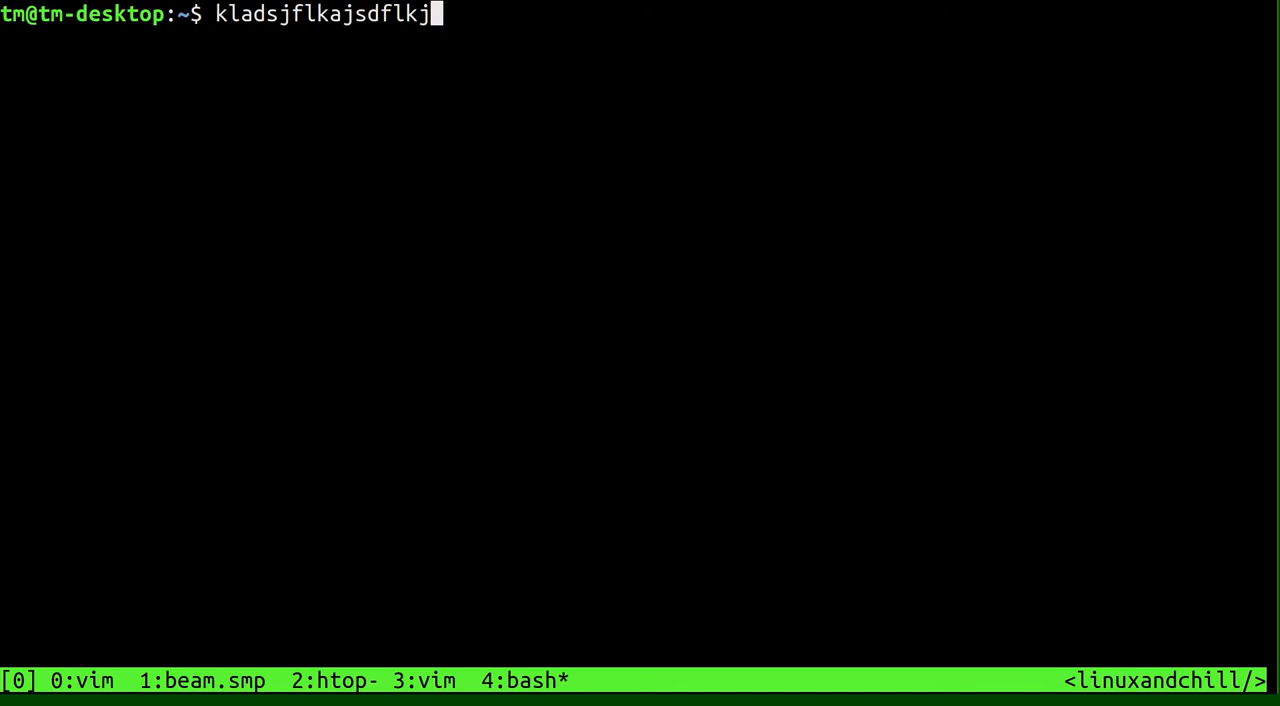 tm@tm-desktop:~$ kladsjflkajsdflkj
[0] 0:vim  1:beam.smp  2:htop- 3:vim  4:bash* <linuxandchill/>